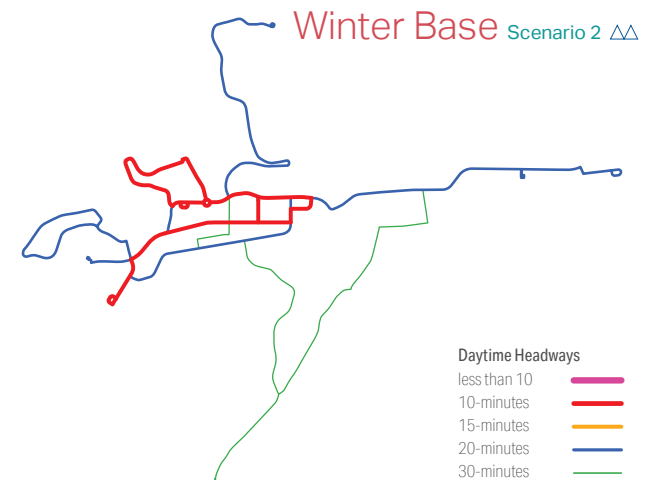 Winter Base Scenario 2
Daytime Headways
less than 10
10-minutes
15-minutes
20-minutes
30-minutes